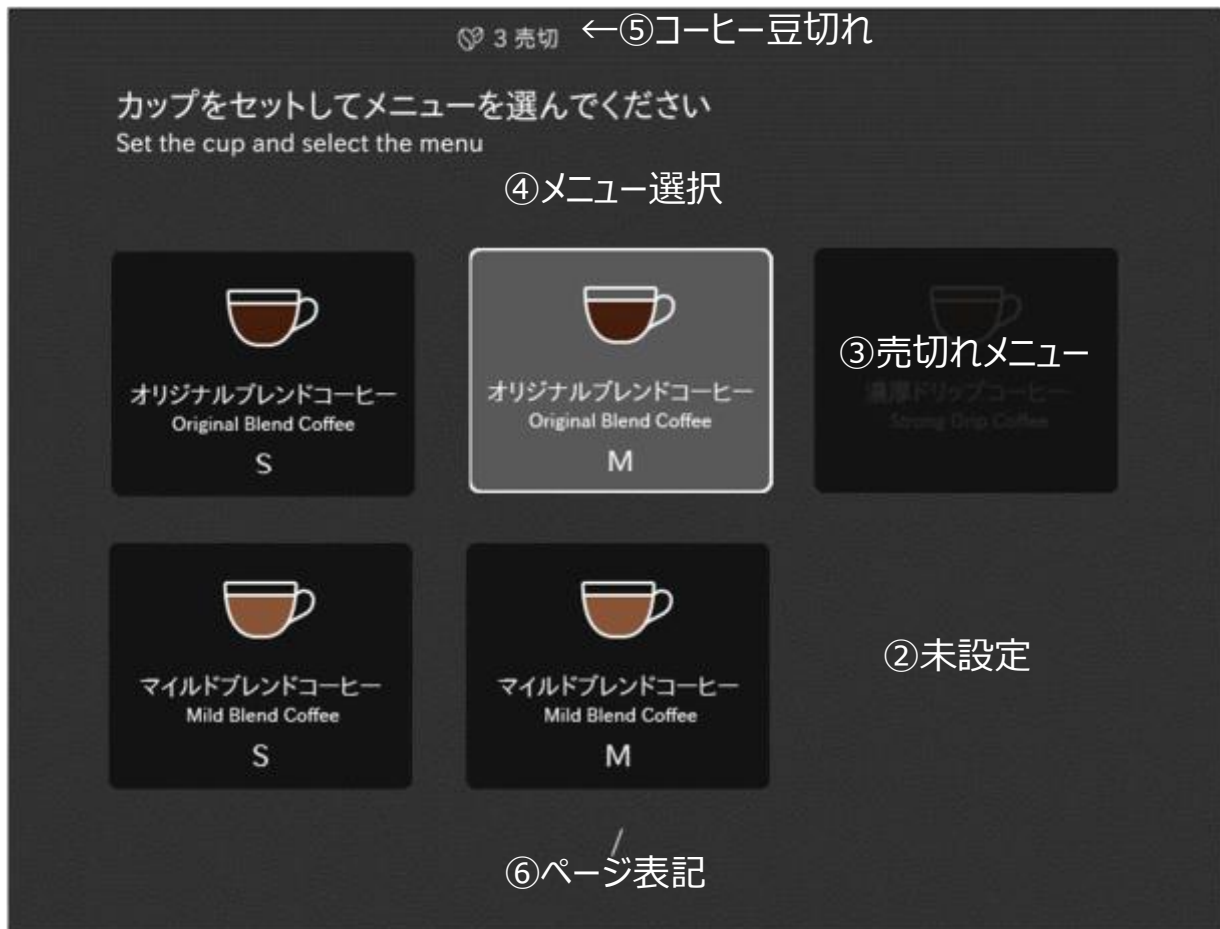 3 売切 ←⑤コーヒー豆切れ
カップをセットしてメニューを選んでください
Set the cup and select the menu
④メニュー選択
オリジナルブレンドコーヒー
Original Blend Coffee
S
オリジナルブレンドコーヒー
Original Blend Coffee
M
③売切れメニュー
濃厚ドリップコーヒー
Strong Drip Coffee
マイルドブレンドコーヒー
Mild Blend Coffee
S
マイルドブレンドコーヒー
Mild Blend Coffee
M
②未設定
/
⑥ページ表記